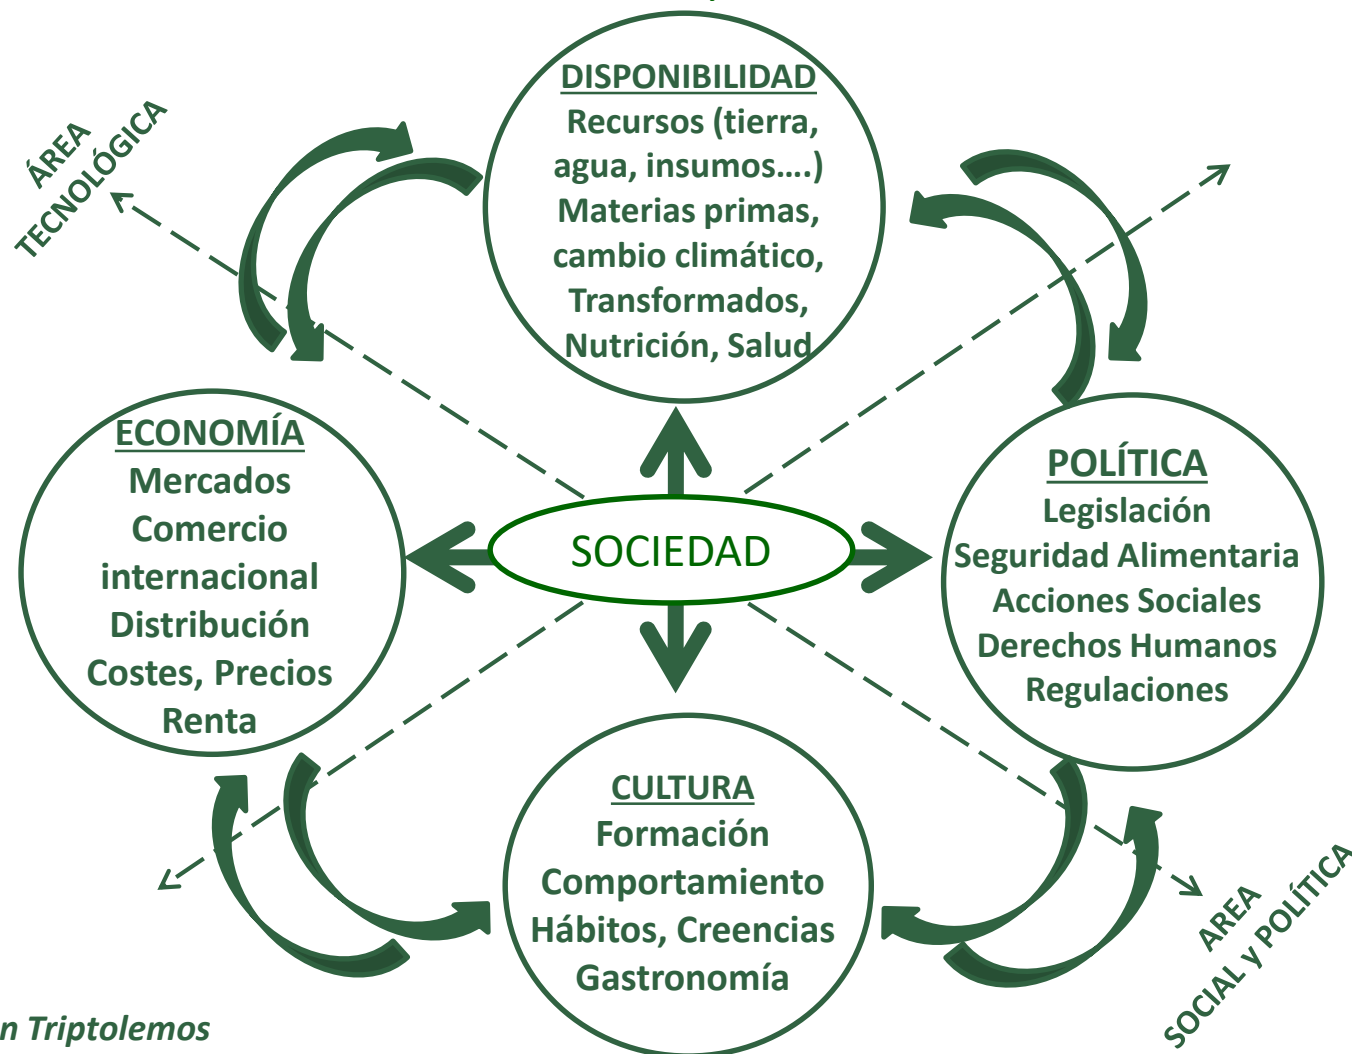 DISPONIBILIDAD
Recursos (tierra,
agua, insumos....)
Materias primas,
cambio climático,
Transformados,
Nutrición, Salud
ÁREA
TECNOLÓGICA
ECONOMÍA
Mercados
Comercio
internacional
Distribución
Costes, Precios
Renta
SOCIEDAD
POLÍTICA
Legislación
Seguridad Alimentaria
Acciones Sociales
Derechos Humanos
Regulaciones
CULTURA
Formación
Comportamiento
Hábitos, Creencias
Gastronomía
AREA
SOCIAL y POLÍTICA
n Triptolemos